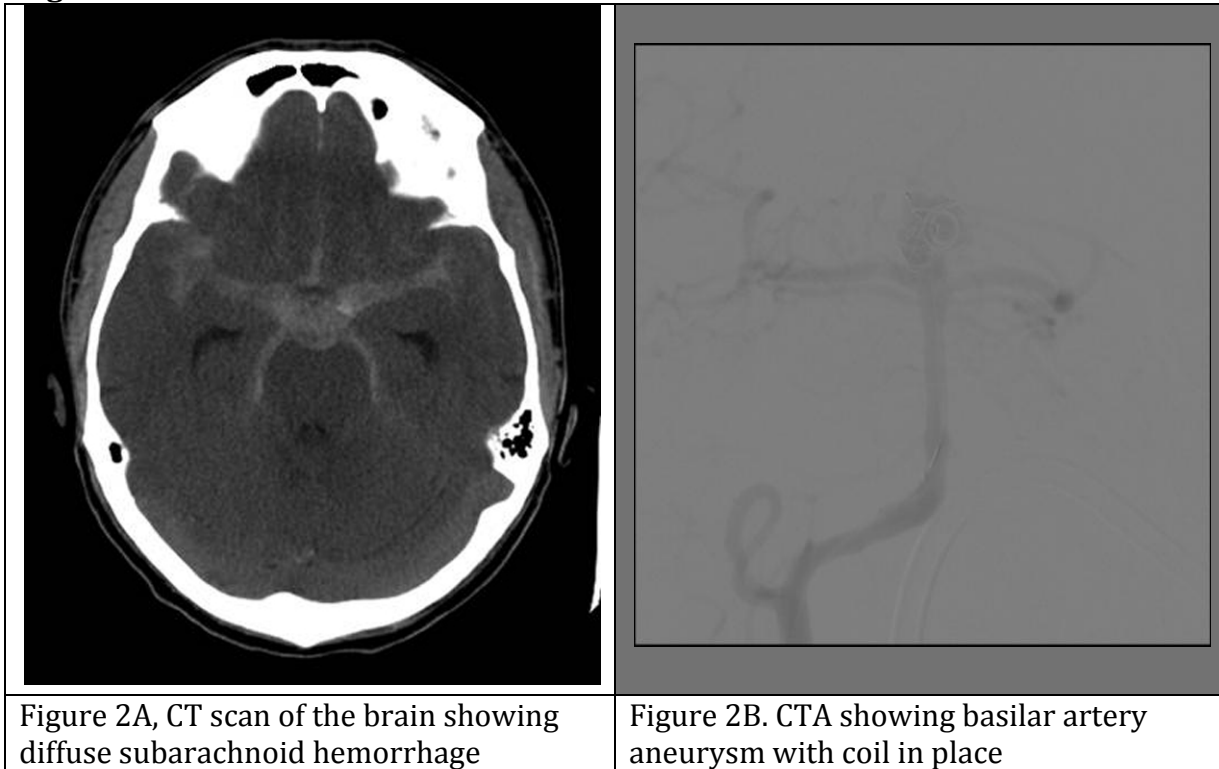 Figure 2A, CT scan of the brain showing
diffuse subarachnoid hemorrhage
Figure 2B. CTA showing basilar artery
aneurysm with coil in place